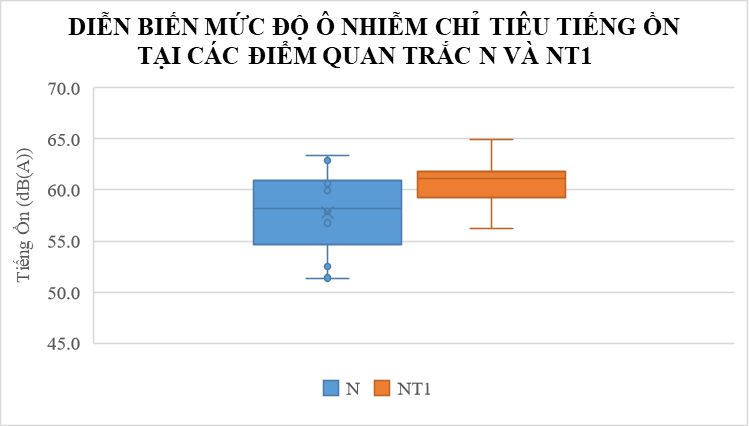 DIỄN BIẾN MỨC ĐỘ Ô NHIỄM CHỈ TIÊU TIẾNG ỒN
TẠI CÁC ĐIỂM QUAN TRẮC N VÀ NT1
70.0
65.0
60.0
55.0
50.0
45.0
Tiếng Ồn (dB(A))
N
NT1